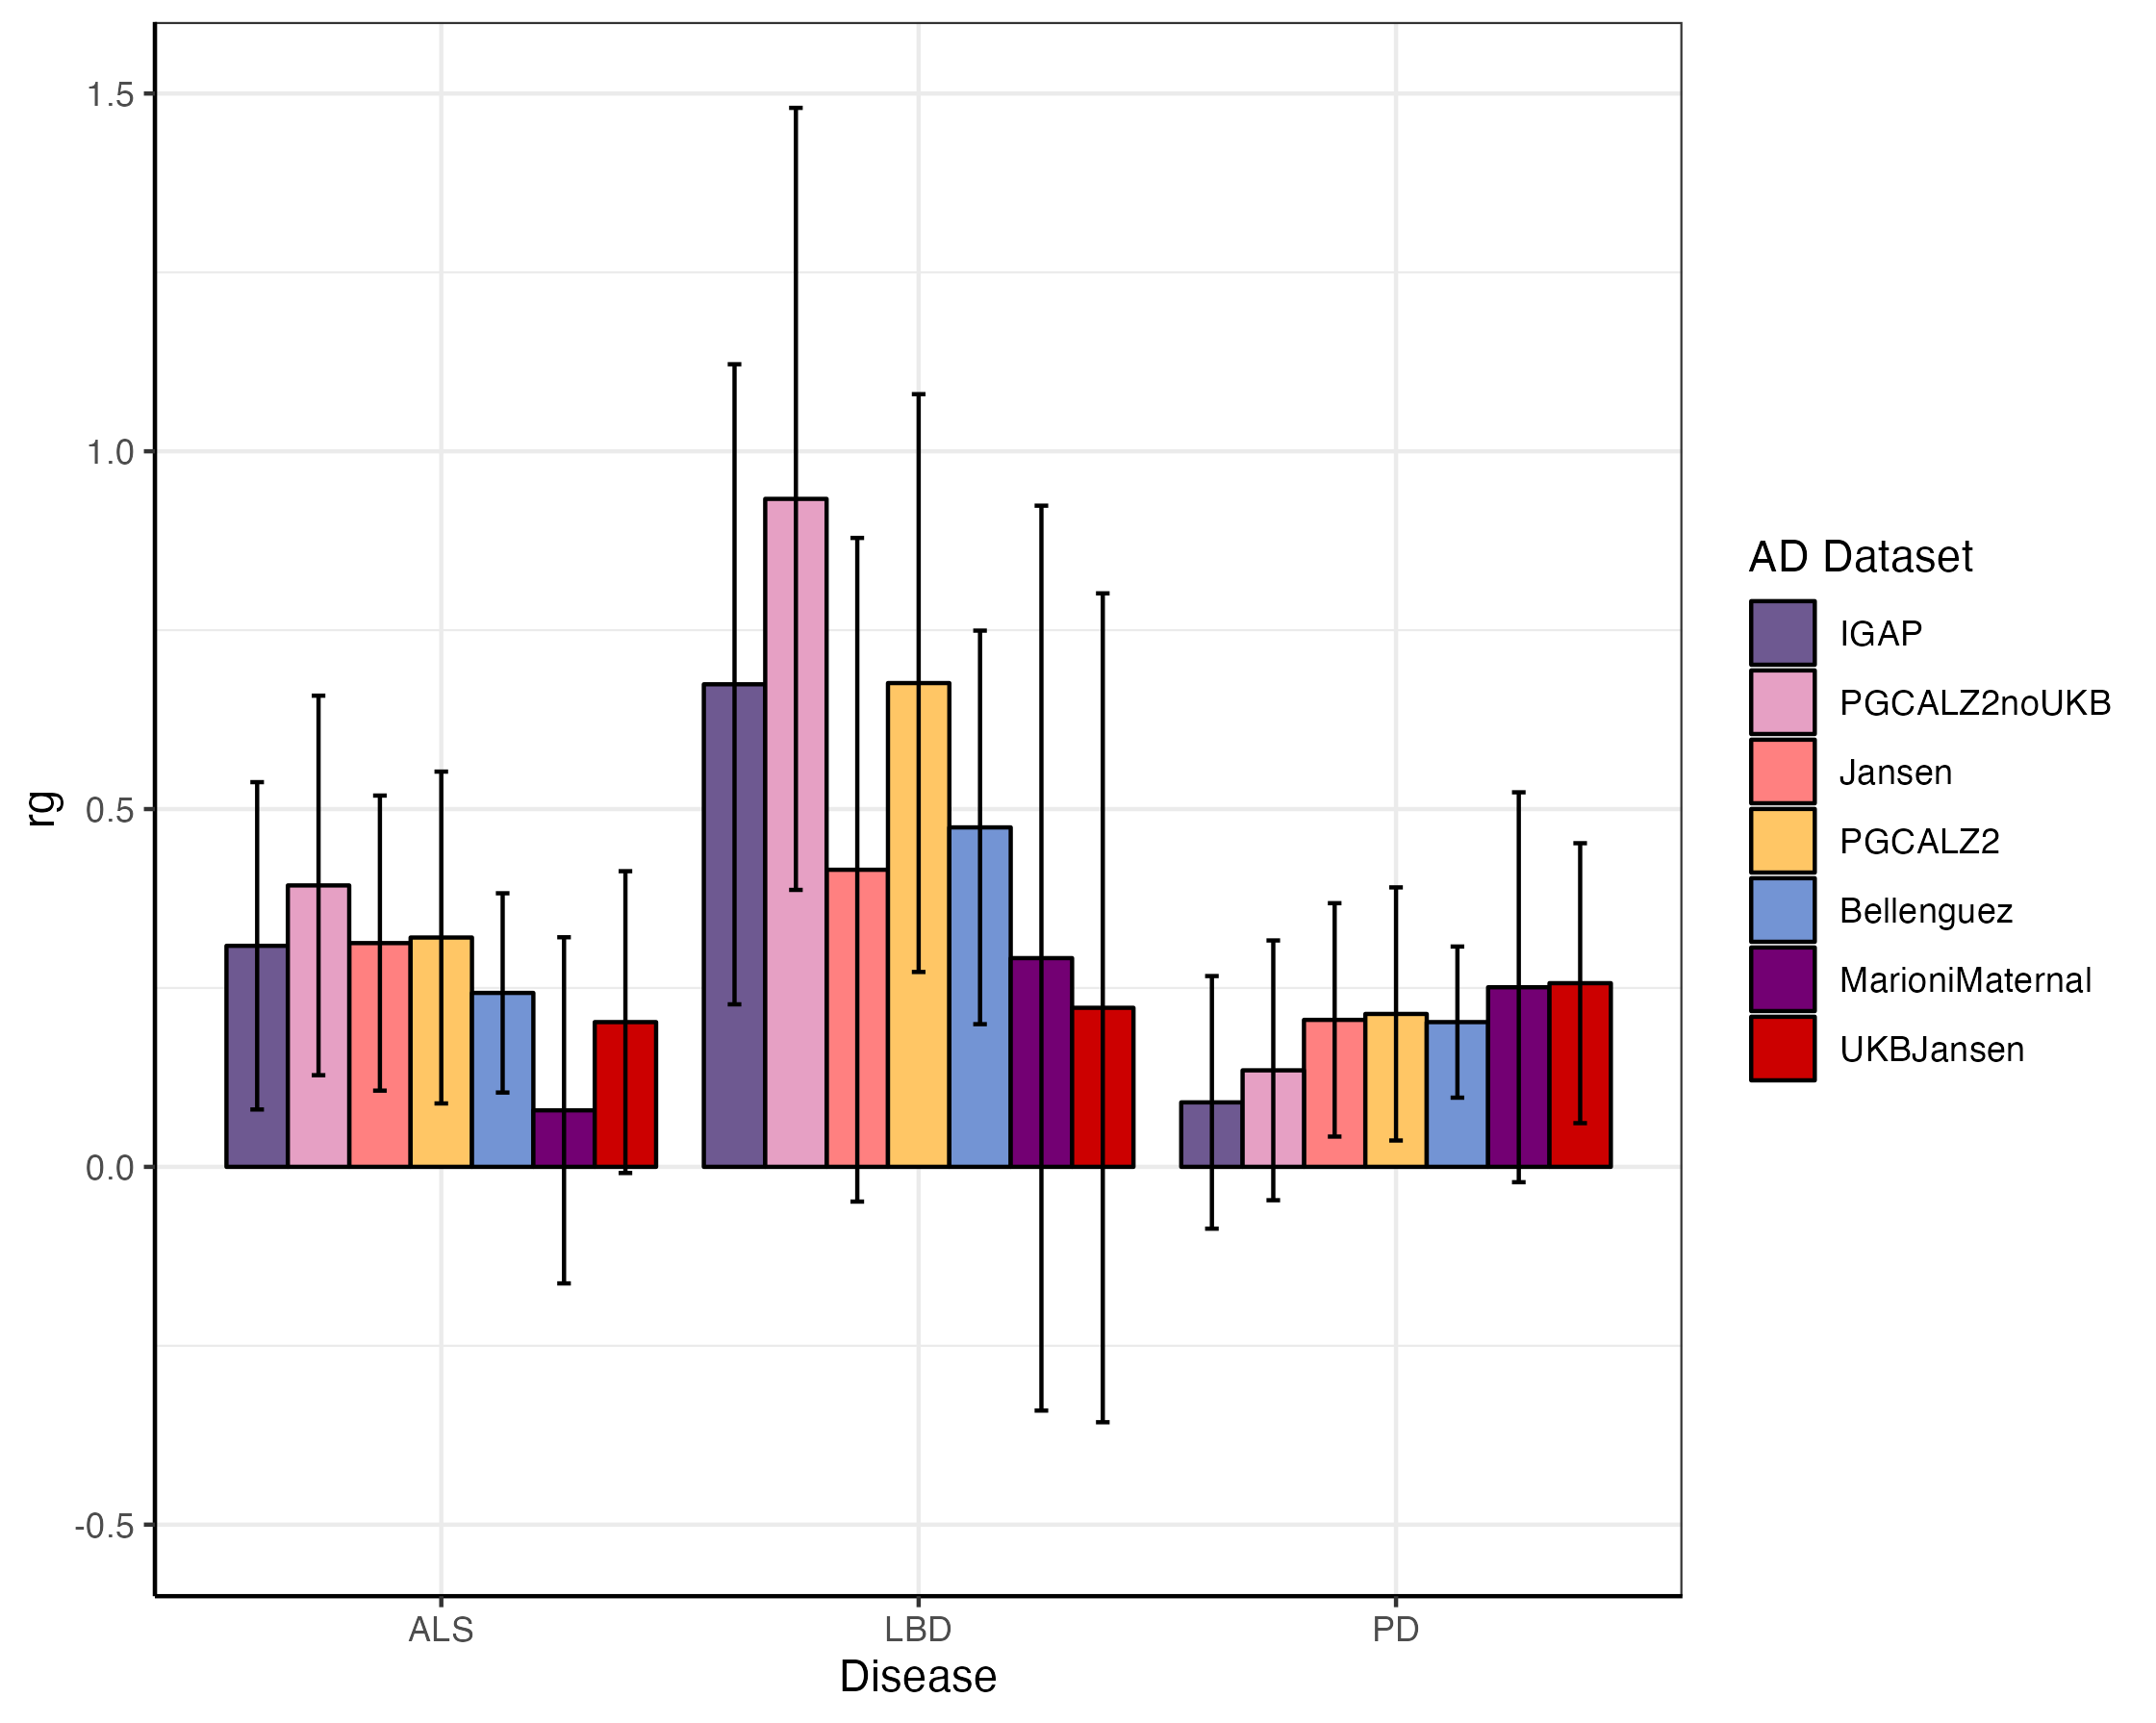 1.5
1.0
0.5
0.0
-0.5
rg
ALS LBD PD
Disease
AD Dataset
IGAP
PGCALZ2noUKB
Jansen
PGCALZ2
Bellenguez
MarioniMaternal
UKBJansen